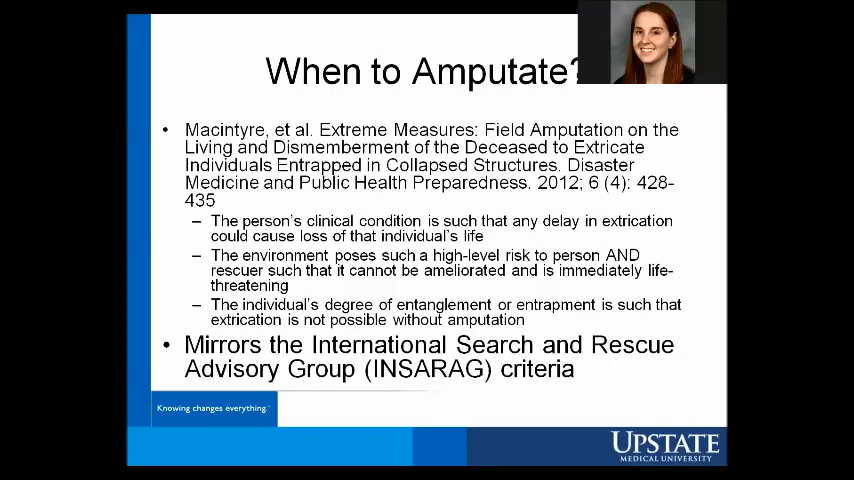 When to Amputate?
• Macintyre, et al. Extreme Measures: Field Amputation on the
Living and Dismemberment of the Deceased to Extricate
Individuals Entrapped in Collapsed Structures. Disaster
Medicine and Public Health Preparedness. 2012; 6 (4): 428-
435
– The person's clinical condition is such that any delay in extrication
could cause loss of that individual's life
– The environment poses such a high-level risk to person AND
rescuer such that it cannot be ameliorated and is immediately life-
threatening
– The individual's degree of entanglement or entrapment is such that
extrication is not possible without amputation
• Mirrors the International Search and Rescue
Advisory Group (INSARAG) criteria
Knowing changes everything.™
UPSTATE
MEDICAL UNIVERSITY